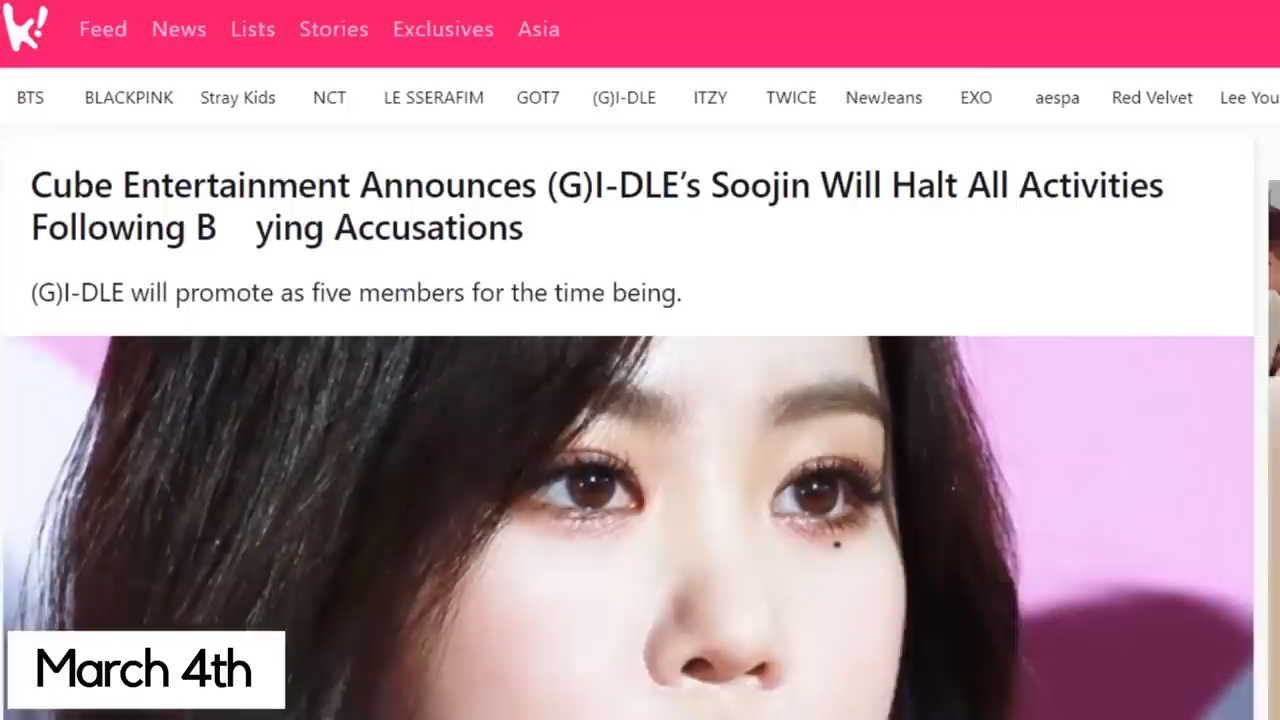 k!
Feed News Lists Stories Exclusives Asia
BTS BLACKPINK Stray Kids NCT LE SSERAFIM GOT7 (G)I-DLE ITZY TWICE NewJeans EXO aespa Red Velvet Lee You
Cube Entertainment Announces (G)I-DLE’s Soojin Will Halt All Activities
Following B ying Accusations
(G)I-DLE will promote as five members for the time being.
March 4th